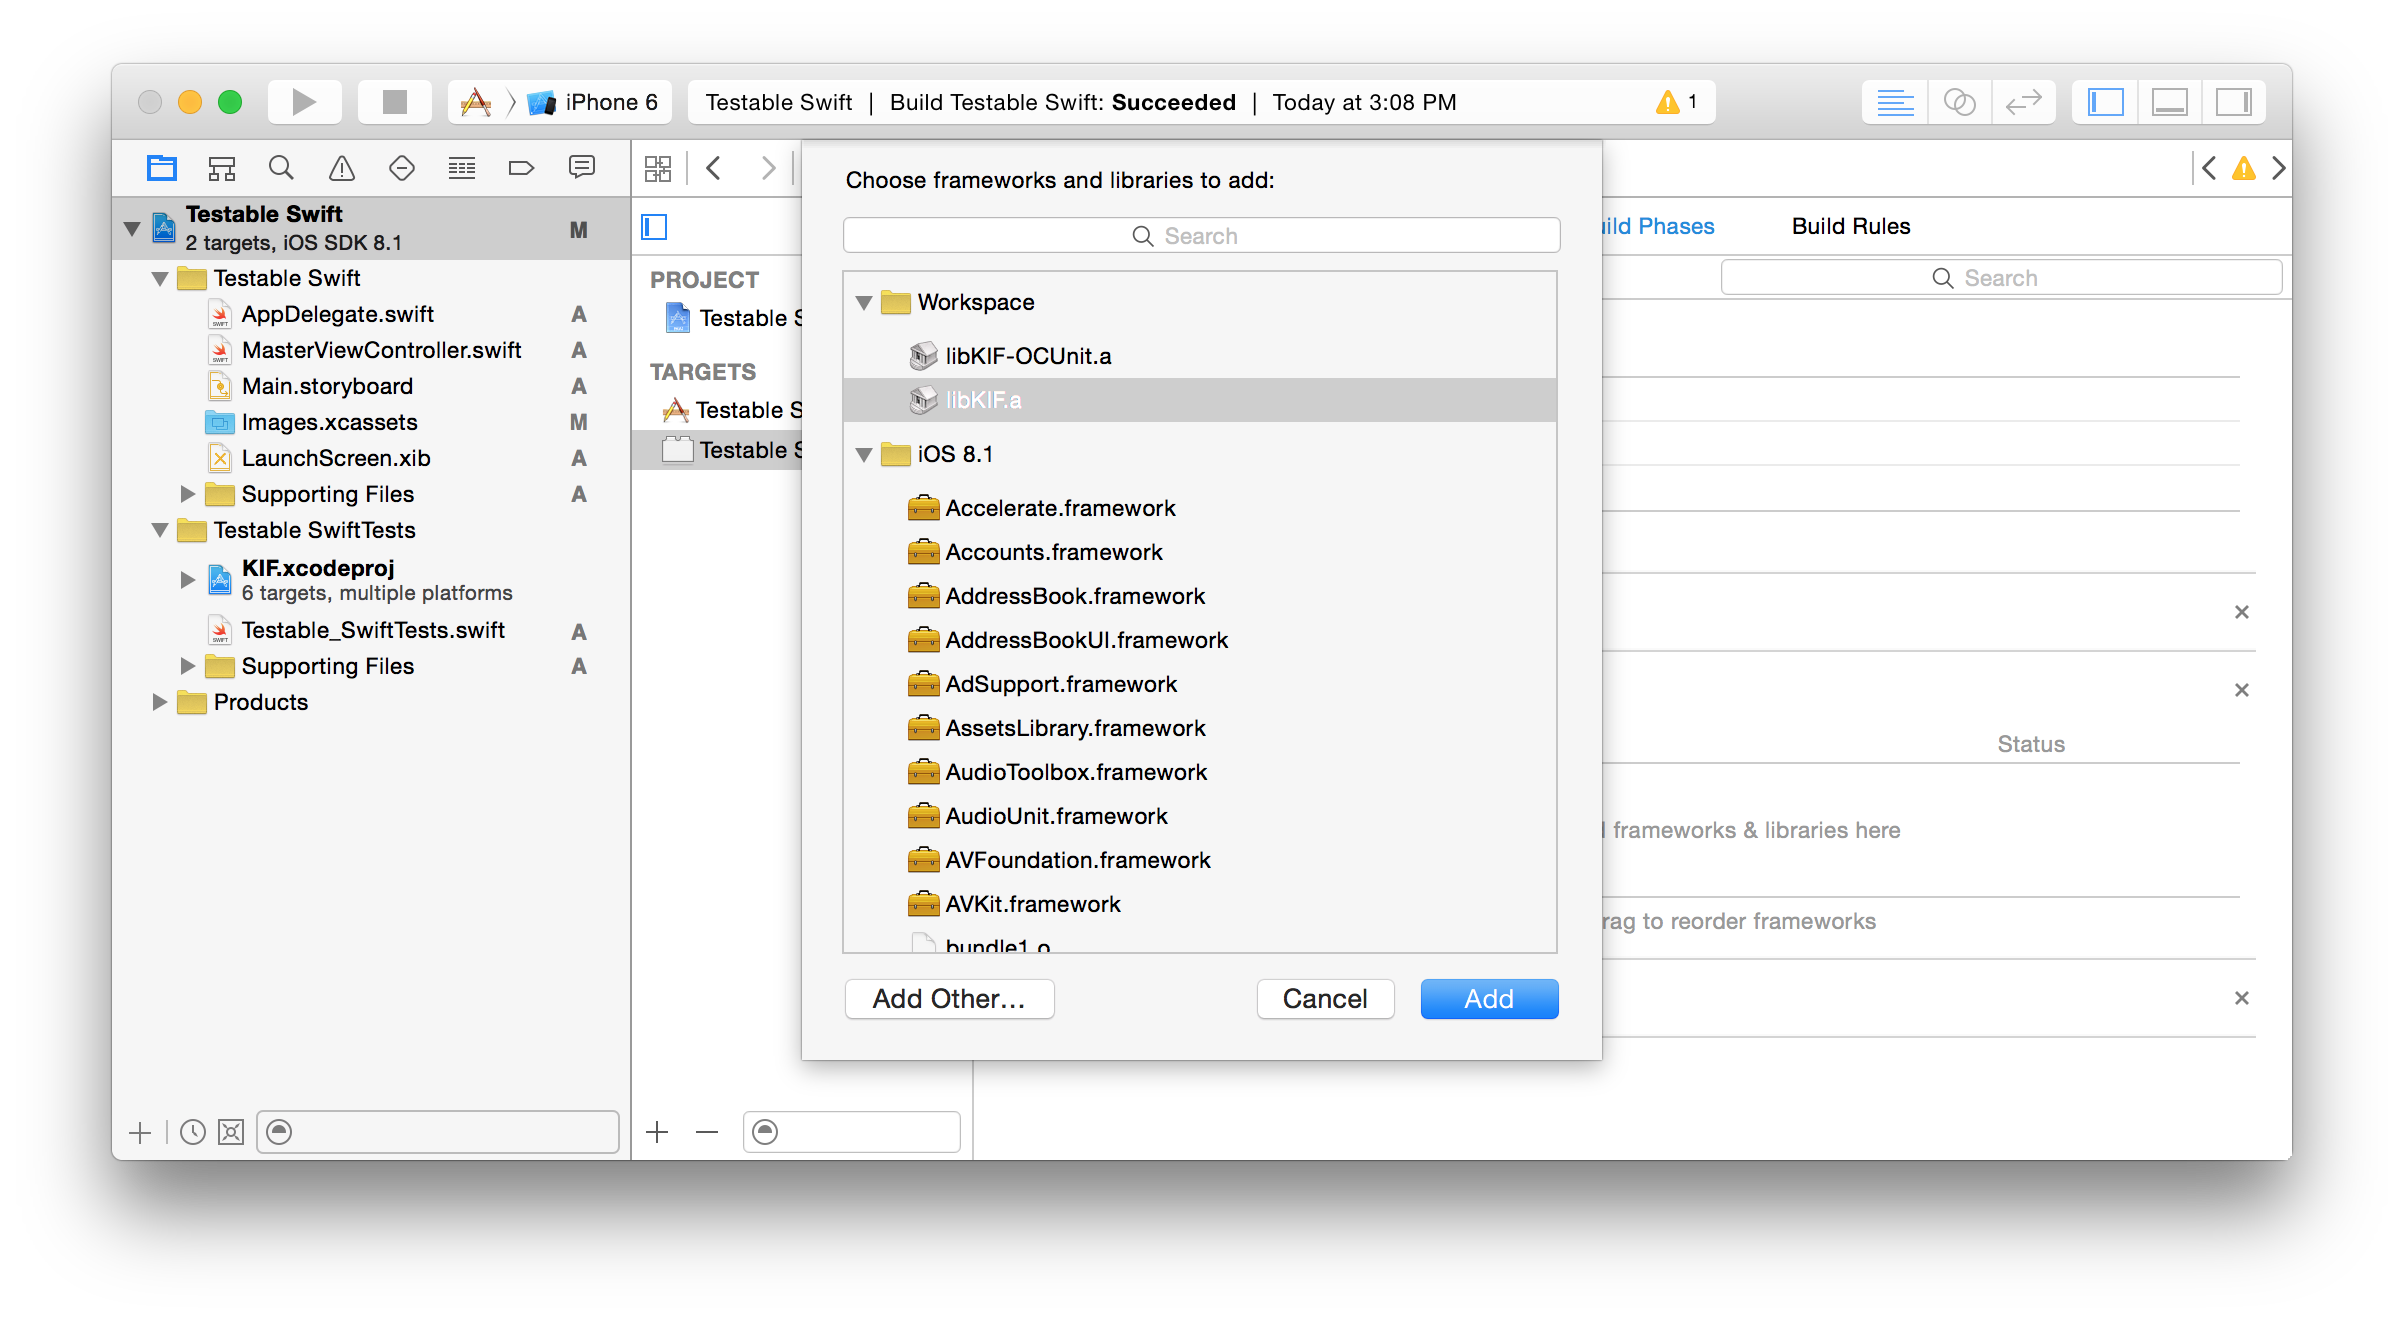 iPhone 6
Testable Swift | Build Testable Swift: Succeeded | Today at 3:08 PM
1
Testable Swift
2 targets, iOS SDK 8.1
M
Testable Swift
AppDelegate.swift A
MasterViewController.swift A
Main.storyboard A
Images.xcassets M
LaunchScreen.xib A
Supporting Files A
Testable SwiftTests
KIF.xcodeproj
6 targets, multiple platforms
Testable_SwiftTests.swift A
Supporting Files A
Products
PROJECT
Testable S
TARGETS
Testable S
Testable S
Choose frameworks and libraries to add:
Search
Workspace
libKIF-OCUnit.a
libKIF.a
iOS 8.1
Accelerate.framework
Accounts.framework
AddressBook.framework
AddressBookUI.framework
AdSupport.framework
AssetsLibrary.framework
AudioToolbox.framework
AudioUnit.framework
AVFoundation.framework
AVKit.framework
bundle1.o
Add Other...
Cancel
Add
ild Phases
Build Rules
Search
Status
frameworks & libraries here
rag to reorder frameworks